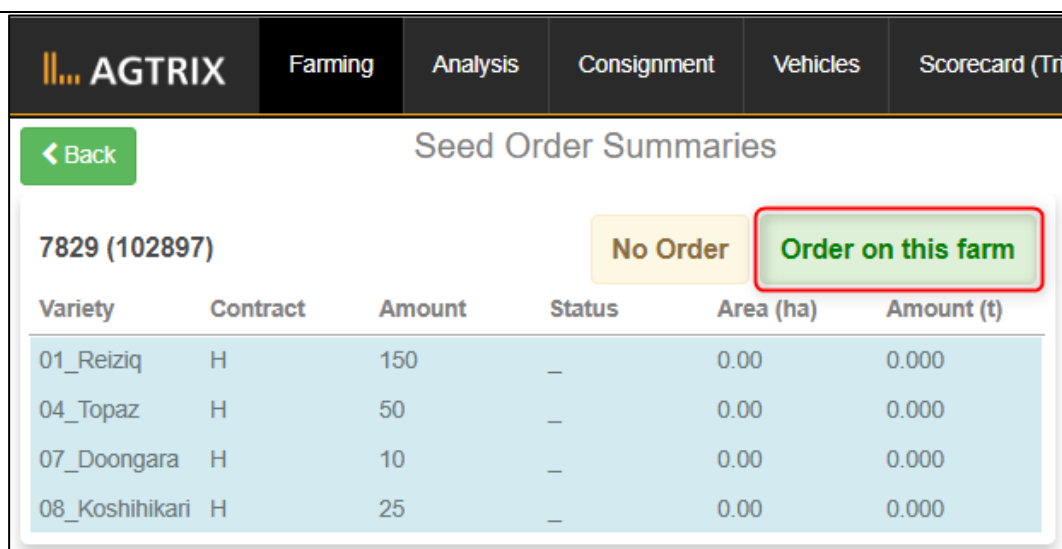 AGTRIX Farming Analysis Consignment Vehicles Scorecard (Tri
Back Seed Order Summaries
7829 (102897) No Order Order on this farm
Variety Contract Amount Status Area (ha) Amount (t)
01_Reiziq H 150 _ 0.00 0.000
04_Topaz H 50 _ 0.00 0.000
07_Doongara H 10 _ 0.00 0.000
08_Koshihikari H 25 _ 0.00 0.000